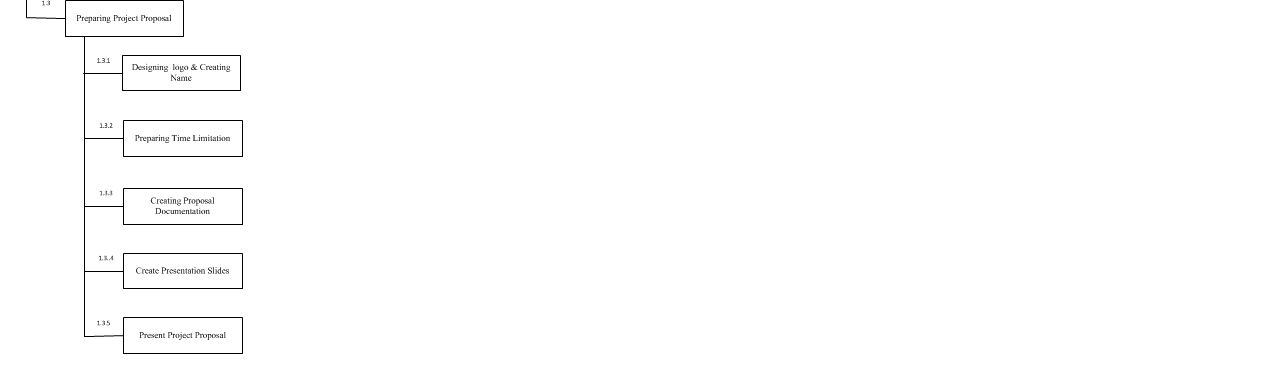 1.3
Preparing Project Proposal
1.3.1
Designing logo & Creating
Name
1.3.2
Preparing Time Limitation
1.3.3
Creating Proposal
Documentation
1.3..4
Create Presentation Slides
1.3.5
Present Project Proposal